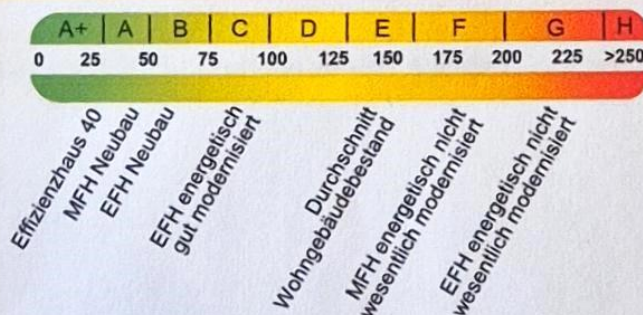 A+ A B C D E F G H
0 25 50 75 100 125 150 175 200 225 >250
Effizienzhaus 40
MFH Neubau
EFH Neubau
EFH energetisch
gut modernisiert
Durchschnitt
Wohngebäudebestand
MFH energetisch nicht
wesentlich modernisiert
EFH energetisch nicht
wesentlich modernisiert